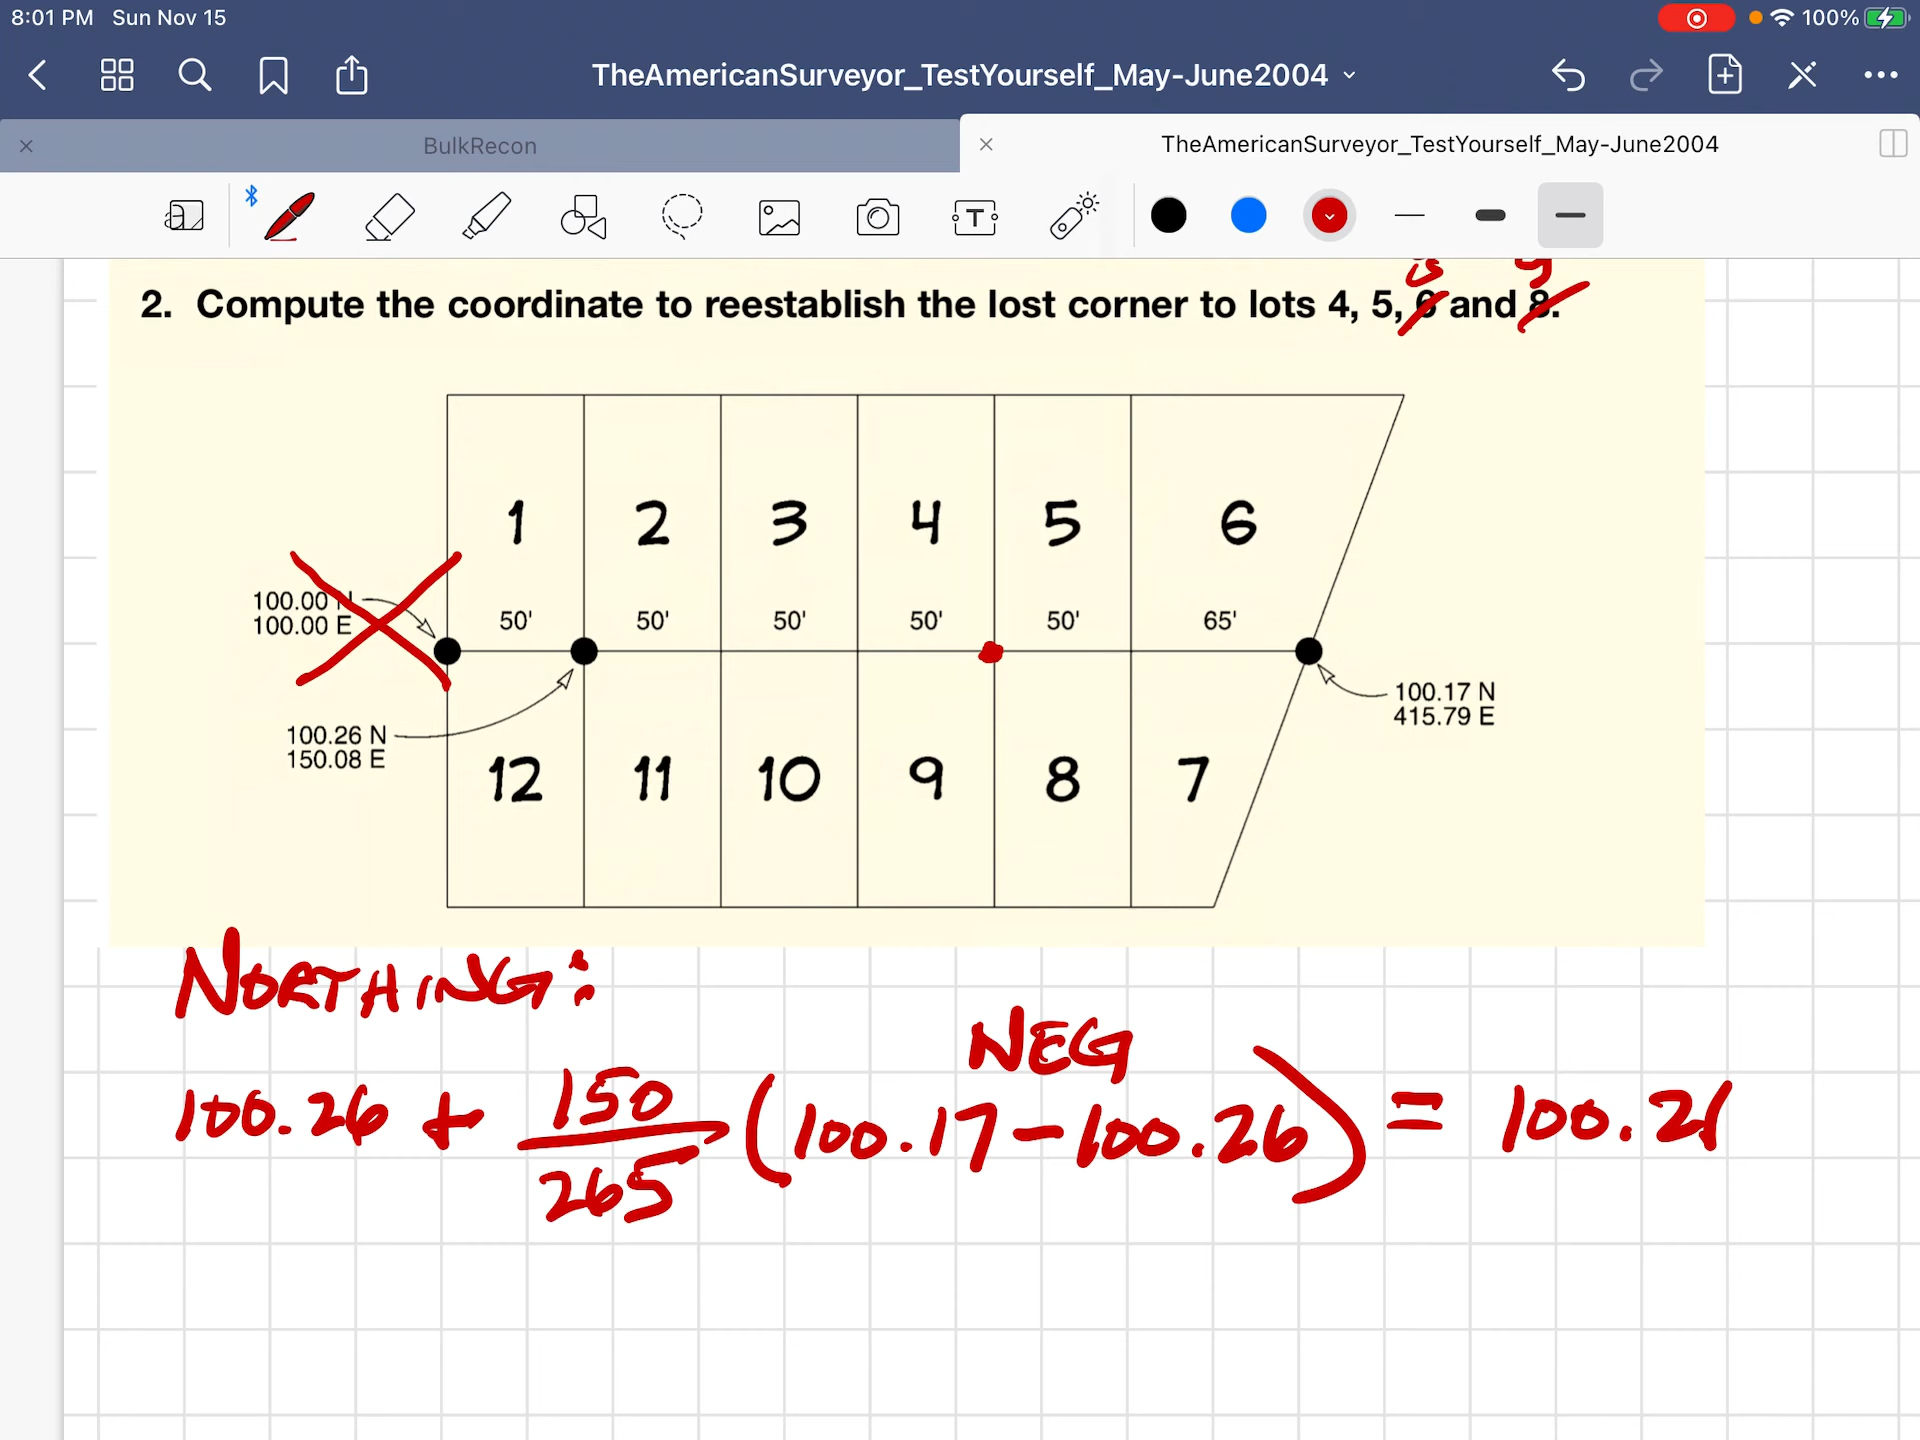 8:01 PM Sun Nov 15
100%
TheAmericanSurveyor_TestYourself_May-June2004
BulkRecon
TheAmericanSurveyor_TestYourself_May-June2004
a
T
2. Compute the coordinate to reestablish the lost corner to lots 4, 5, 6 and 8.
1 2 3 4 5 6
100.00 N
100.00 E
50' 50' 50' 50' 50' 65'
100.17 N
415.79 E
100.26 N
150.08 E
12 11 10 9 8 7
NORTHING:
NEG
100.26 + 150/265 (100.17-100.26) = 100.21